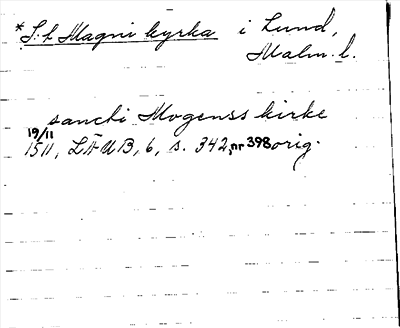 *S:t Magni kyrka i Lund,
Malm. l.
sancti Mogenss kirke
19/11
1511, LÄUB, 6, s. 342, nr 398 orig.